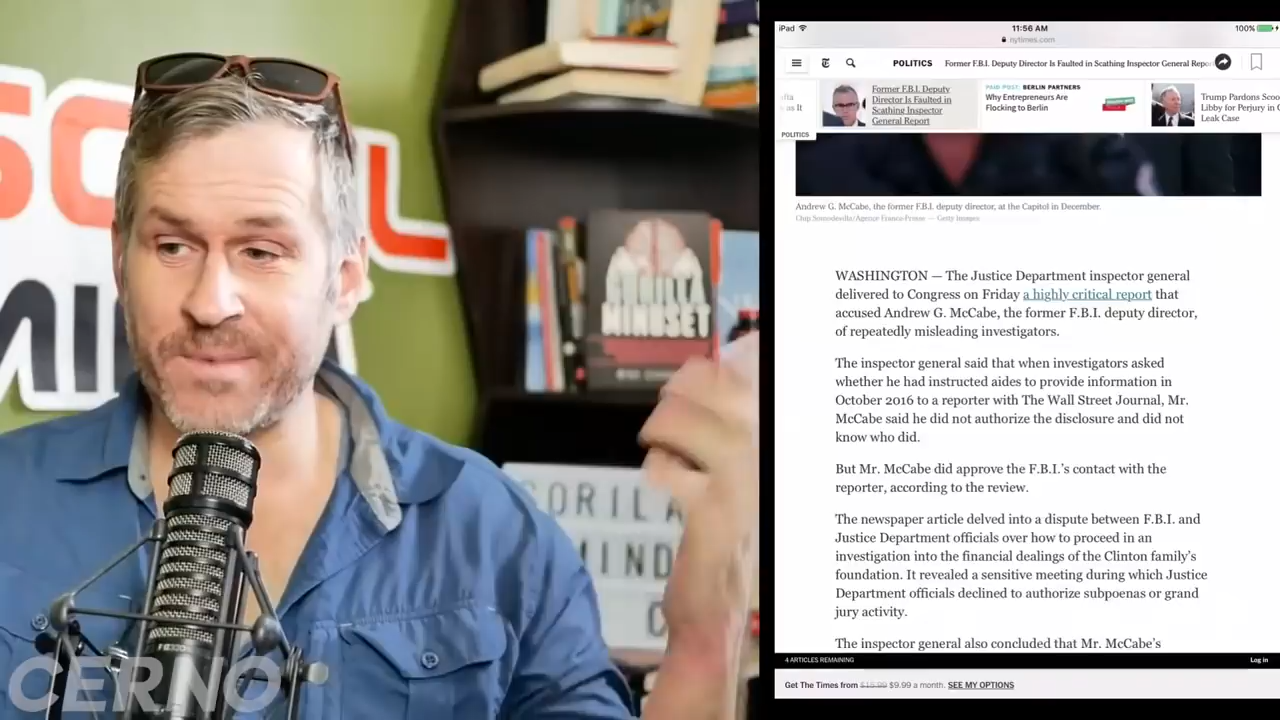 GORILLA
MINDSET
CERNO
iPad
11:56 AM
100%
nytimes.com
POLITICS
Former F.B.I. Deputy Director Is Faulted in Scathing Inspector General Repo
as It
Former F.B.I. Deputy
Director Is Faulted in
Scathing Inspector
General Report
PAID POST: BERLIN PARTNERS
Why Entrepreneurs Are
Flocking to Berlin
Trump Pardons Scoo
Libby for Perjury in C
Leak Case
POLITICS
Andrew G. McCabe, the former F.B.I. deputy director, at the Capitol in December.
Chip Somodevilla/Agence France-Presse — Getty Images
WASHINGTON — The Justice Department inspector general
delivered to Congress on Friday a highly critical report that
accused Andrew G. McCabe, the former F.B.I. deputy director,
of repeatedly misleading investigators.
The inspector general said that when investigators asked
whether he had instructed aides to provide information in
October 2016 to a reporter with The Wall Street Journal, Mr.
McCabe said he did not authorize the disclosure and did not
know who did.
But Mr. McCabe did approve the F.B.I.'s contact with the
reporter, according to the review.
The newspaper article delved into a dispute between F.B.I. and
Justice Department officials over how to proceed in an
investigation into the financial dealings of the Clinton family's
foundation. It revealed a sensitive meeting during which Justice
Department officials declined to authorize subpoenas or grand
jury activity.
The inspector general also concluded that Mr. McCabe's
4 ARTICLES REMAINING
Log in
Get The Times from $15.99 $9.99 a month. SEE MY OPTIONS